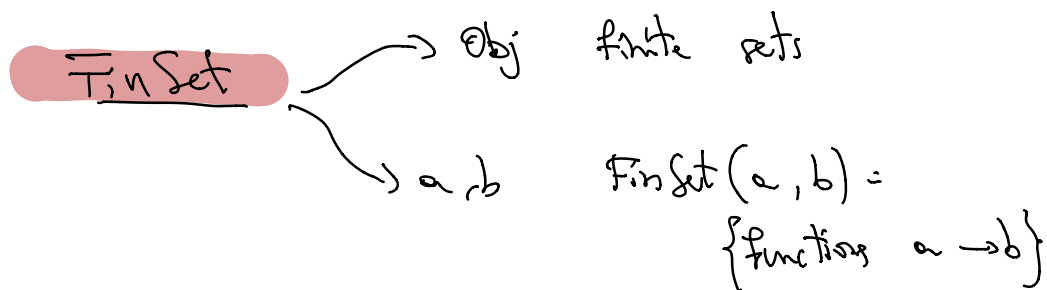 FinSet → Obj finite sets
→ a, b FinSet(a, b) =
{functions a → b}